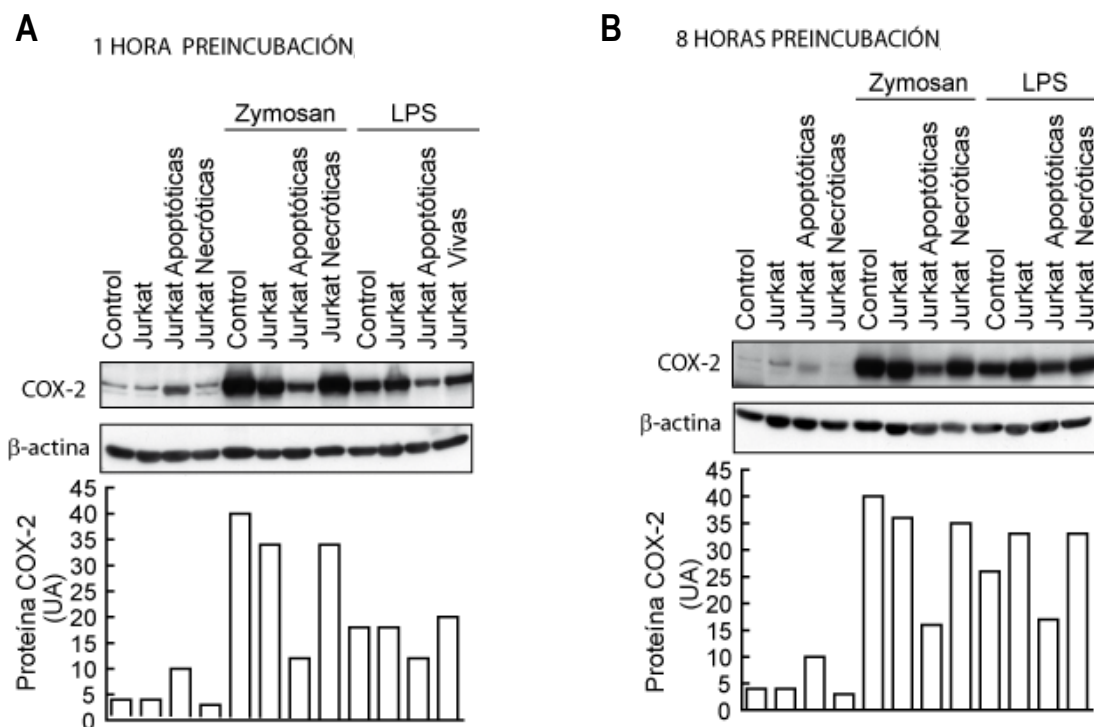 A
1 HORA PREINCUBACIÓN
Zymosan
LPS
Control
Jurkat
Jurkat Apoptóticas
Jurkat Necróticas
Control
Jurkat
Jurkat Apoptóticas
Jurkat Necróticas
Control
Jurkat
Jurkat Apoptóticas
Jurkat Vivas
COX-2
β-actina
Proteína COX-2
(UA)
45
40
35
30
25
20
15
10
5
0
B
8 HORAS PREINCUBACIÓN
Zymosan
LPS
Control
Jurkat
Jurkat Apoptóticas
Jurkat Necróticas
Control
Jurkat
Jurkat Apoptóticas
Jurkat Necróticas
Control
Jurkat
Jurkat Apoptóticas
Jurkat Necróticas
COX-2
β-actina
Proteína COX-2
(UA)
45
40
35
30
25
20
15
10
5
0